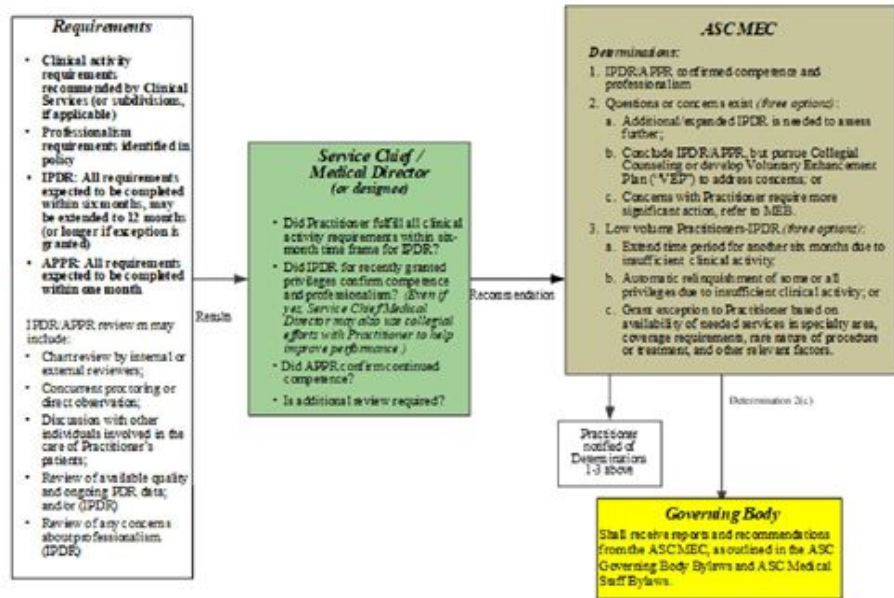 Requirements
• Clinical activity
requirements
recommended by Clinical
Services (or subdivisions,
if applicable)
• Professionalism
requirements identified in
policy
• IPDR: All requirements
expected to be completed
within six months, may
be extended to 12 months
(or longer if exception is
granted)
• APPR: All requirements
expected to be completed
within one month
IPDR/APPR review m may
include:
• Chart review by internal or
external reviewers;
• Concurrent proctoring or
direct observation;
• Discussion with other
individuals involved in the
care of Practitioner's
patients;
• Review of available quality
and ongoing PDR data;
and/or (IPDR)
• Review of any concerns
about professionalism.
(IPDR)
Results
Service Chief /
Medical Director
(or designee)
• Did Practitioner fulfill all clinical
activity requirements within six-
month time frame for IPDR?
• Did IPDR for recently granted
privileges confirm competence
and professionalism? (Even if
yes, Service Chief/Medical
Director may also use collegial
efforts with Practitioner to help
improve performance.)
• Did APPR confirm continued
competence?
• Is additional review required?
Recommendation
ASC MEC
Determinations:
1. IPDR/APPR confirmed competence and
professionalism
2. Questions or concerns exist (three options):
a. Additional/expanded IPDR is needed to assess
further;
b. Conclude IPDR/APPR, but pursue Collegial
Counseling or develop Voluntary Enhancement
Plan ("VEP") to address concerns; or
c. Concerns with Practitioner require more
significant action, refer to MEB.
3. Low volume Practitioners-IPDR (three options):
a. Extend time period for another six months due to
insufficient clinical activity;
b. Automatic relinquishment of some or all
privileges due to insufficient clinical activity; or
c. Grant exception to Practitioner based on
availability of needed services in specialty area,
coverage requirements, rare nature of procedure
or treatment, and other relevant factors.
Determination 2(c)
Practitioner
notified of
Determinations
1-3 above
Governing Body
Shall receive reports and recommendations
from the ASC MEC, as outlined in the ASC
Governing Body Bylaws and ASC Medical
Staff Bylaws.